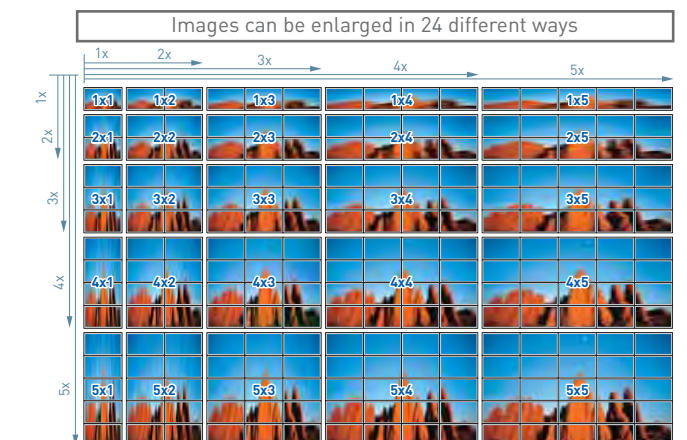 Images can be enlarged in 24 different ways
1x 2x 3x 4x 5x
1x
1x1 1x2 1x3 1x4 1x5
2x
2x1 2x2 2x3 2x4 2x5
3x
3x1 3x2 3x3 3x4 3x5
4x
4x1 4x2 4x3 4x4 4x5
5x
5x1 5x2 5x3 5x4 5x5